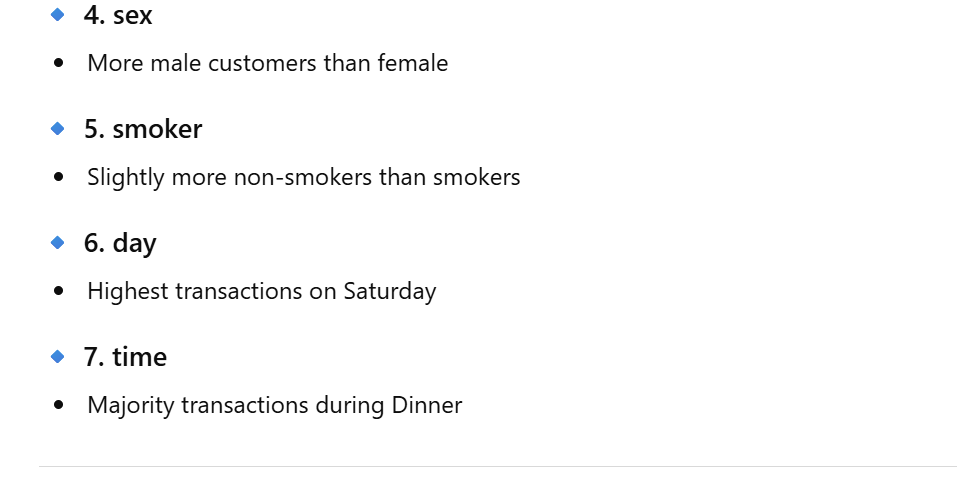 🔹 4. sex
• More male customers than female
🔹 5. smoker
• Slightly more non-smokers than smokers
🔹 6. day
• Highest transactions on Saturday
🔹 7. time
• Majority transactions during Dinner